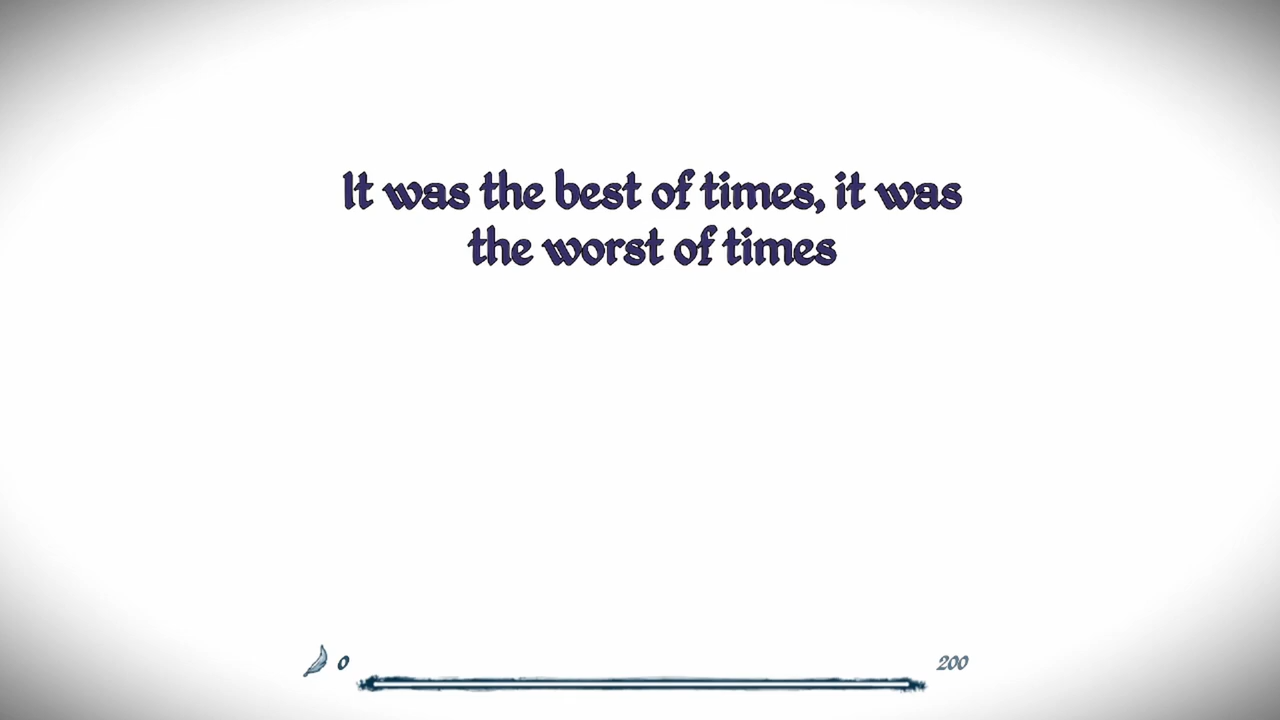 It was the best of times, it was
the worst of times
0
200